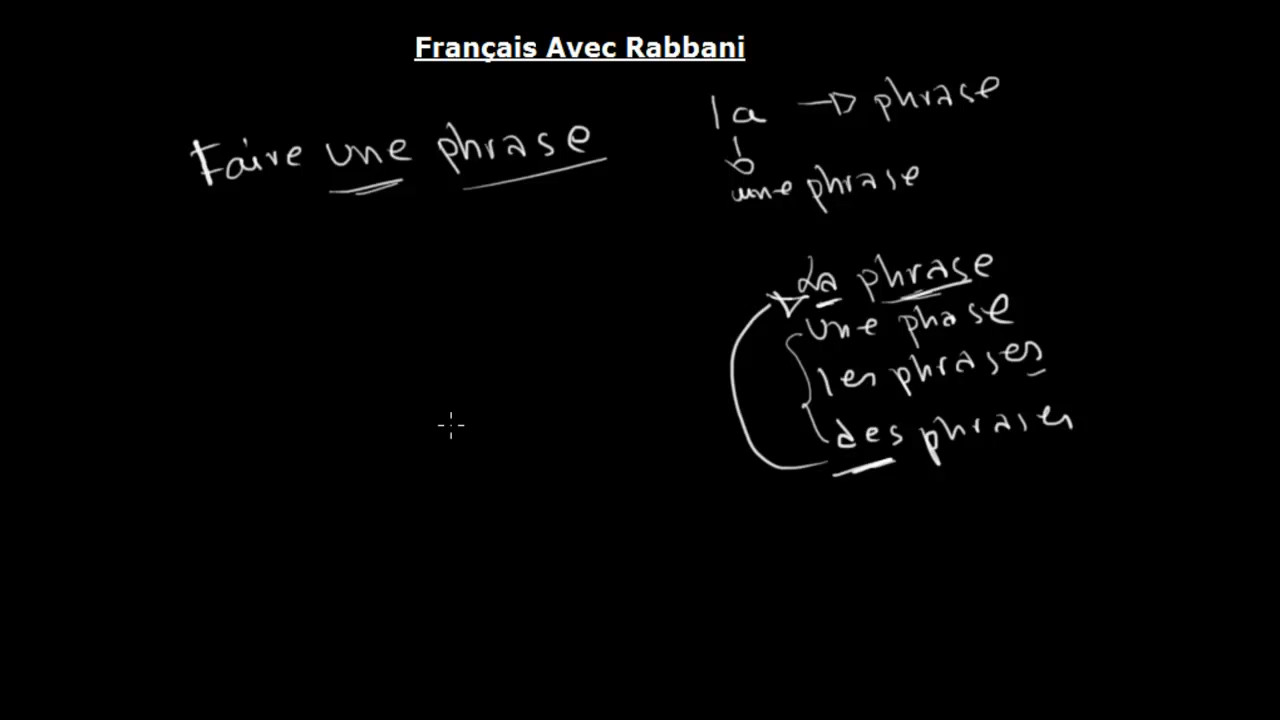 Français Avec Rabbani
Faire une phrase
la → phrase
une phrase
La phrase
une phase
les phrases
des phrases